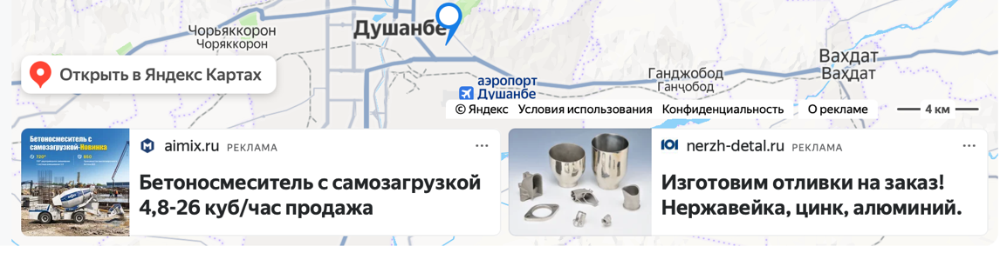 Чорьяккорон
Чоряккорон
Душанбе
Открыть в Яндекс Картах
аэропорт
Душанбе
Ганджобод
Ганчобод
Вахдат
Вахдат
© Яндекс Условия использования Конфиденциальность О рекламе 4 км
Бетоносмеситель с
самозагрузкой-Новинка
aimix.ru РЕКЛАМА
Бетоносмеситель с самозагрузкой
4,8-26 куб/час продажа
nerzh-detal.ru РЕКЛАМА
Изготовим отливки на заказ!
Нержавейка, цинк, алюминий.